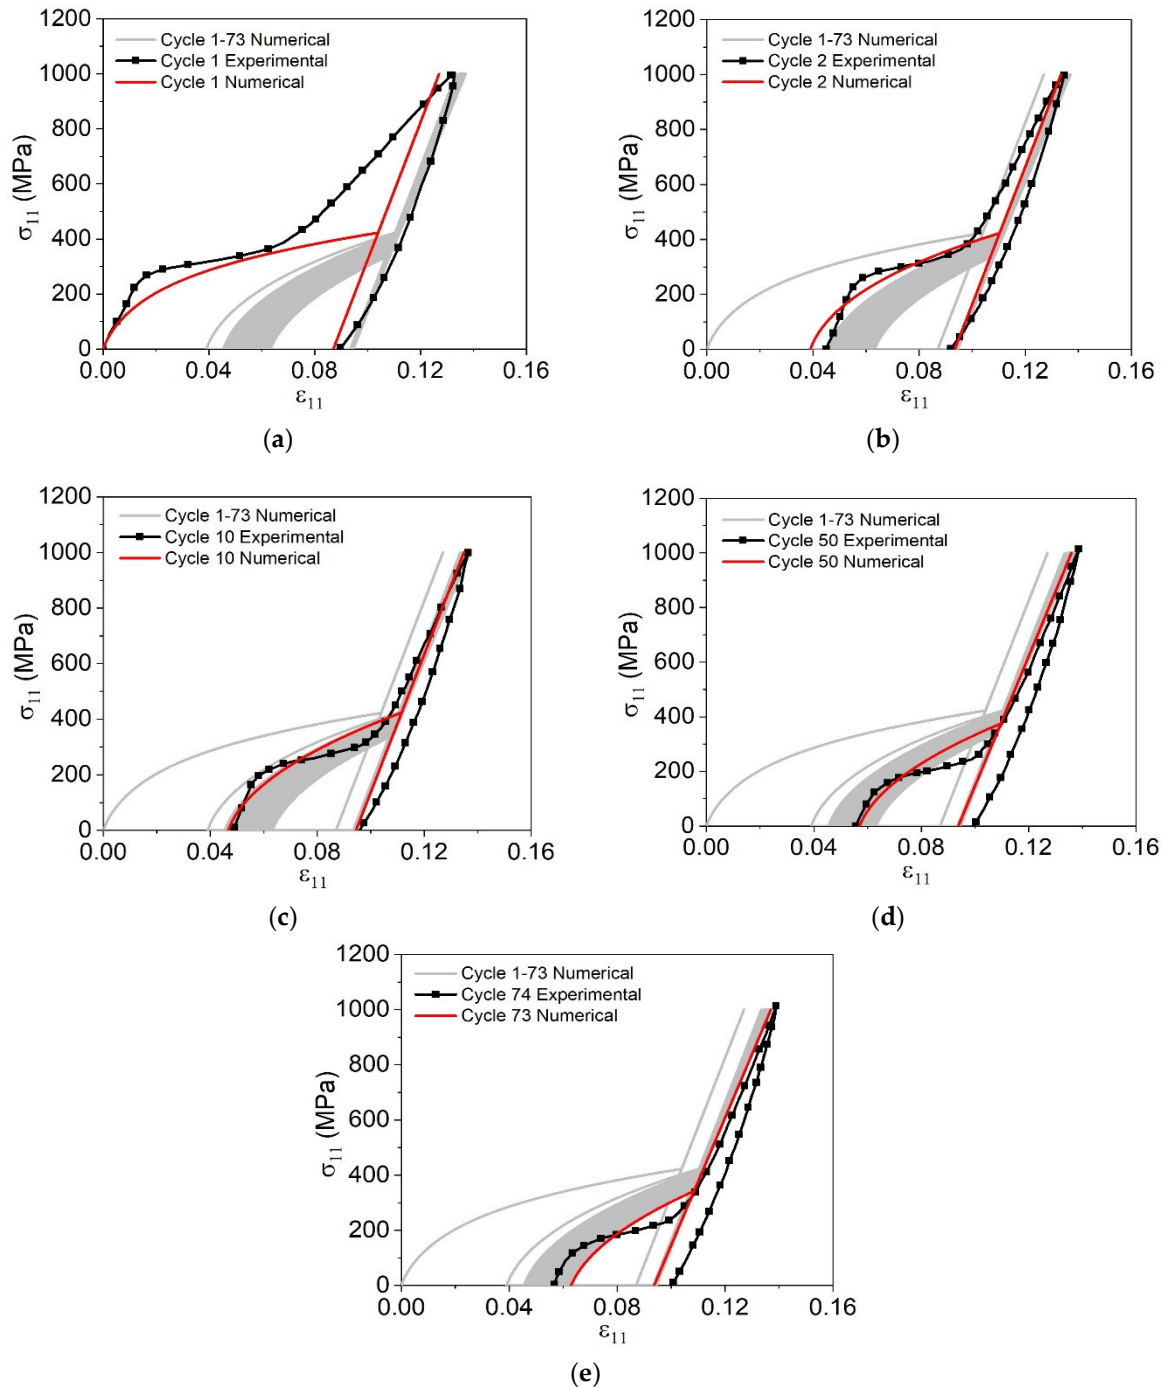 1200
1000
800
600
400
200
0
σ11 (MPa)
Cycle 1-73 Numerical
Cycle 1 Experimental
Cycle 1 Numerical
0.00 0.04 0.08 0.12 0.16
ε11
(a)
1200
1000
800
600
400
200
0
σ11 (MPa)
Cycle 1-73 Numerical
Cycle 2 Experimental
Cycle 2 Numerical
0.00 0.04 0.08 0.12 0.16
ε11
(b)
1200
1000
800
600
400
200
0
σ11 (MPa)
Cycle 1-73 Numerical
Cycle 10 Experimental
Cycle 10 Numerical
0.00 0.04 0.08 0.12 0.16
ε11
(c)
1200
1000
800
600
400
200
0
σ11 (MPa)
Cycle 1-73 Numerical
Cycle 50 Experimental
Cycle 50 Numerical
0.00 0.04 0.08 0.12 0.16
ε11
(d)
1200
1000
800
600
400
200
0
σ11 (MPa)
Cycle 1-73 Numerical
Cycle 74 Experimental
Cycle 73 Numerical
0.00 0.04 0.08 0.12 0.16
ε11
(e)